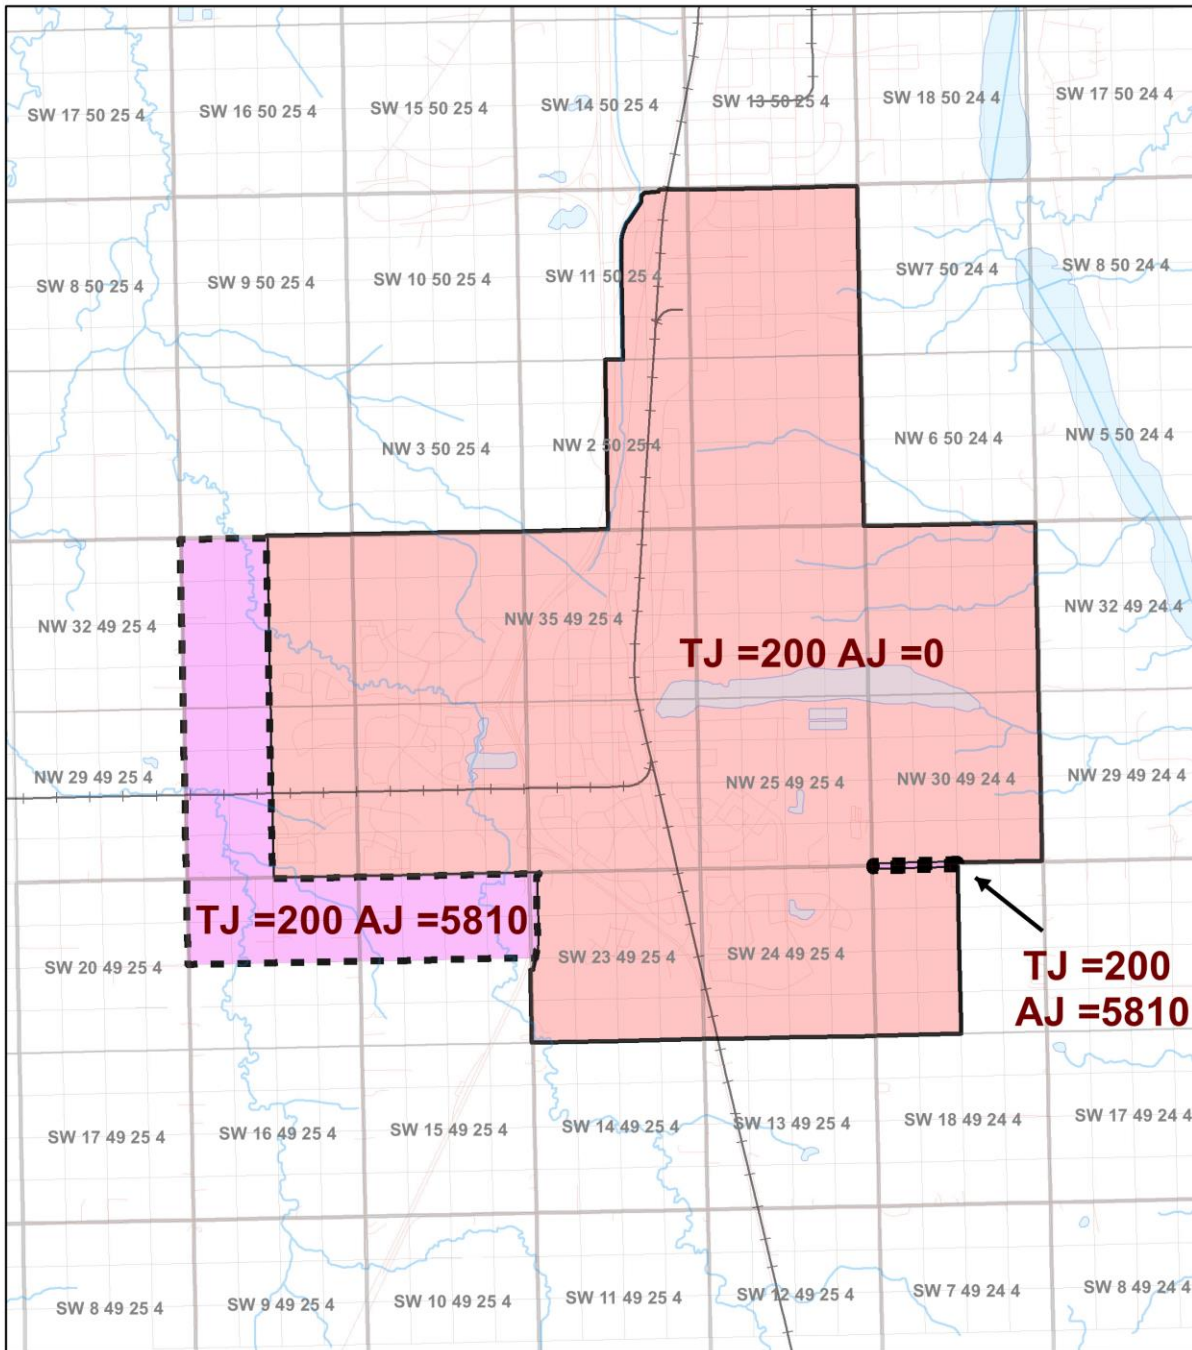 SW 17 50 25 4
SW 16 50 25 4
SW 15 50 25 4
SW 14 50 25 4
SW 13 50 25 4
SW 18 50 24 4
SW 17 50 24 4
SW 8 50 25 4
SW 9 50 25 4
SW 10 50 25 4
SW 11 50 25 4
SW7 50 24 4
SW 8 50 24 4
NW 3 50 25 4
NW 2 50 25 4
NW 6 50 24 4
NW 5 50 24 4
NW 32 49 25 4
NW 35 49 25 4
NW 32 49 24 4
TJ =200 AJ =0
NW 29 49 25 4
NW 25 49 25 4
NW 30 49 24 4
NW 29 49 24 4
TJ =200 AJ =5810
SW 20 49 25 4
SW 23 49 25 4
SW 24 49 25 4
TJ =200
AJ =5810
SW 17 49 25 4
SW 16 49 25 4
SW 15 49 25 4
SW 14 49 25 4
SW 13 49 25 4
SW 18 49 24 4
SW 17 49 24 4
SW 8 49 25 4
SW 9 49 25 4
SW 10 49 25 4
SW 11 49 25 4
SW 12 49 25 4
SW 7 49 24 4
SW 8 49 24 4